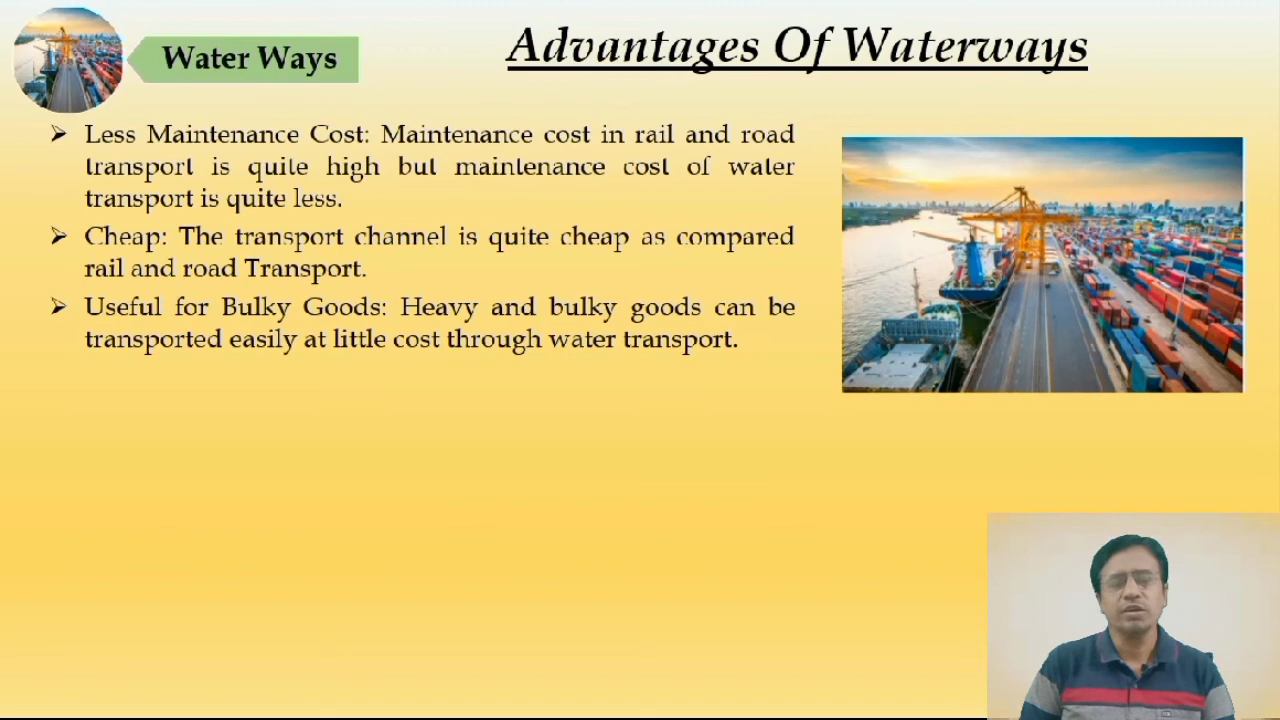 Water Ways
Advantages Of Waterways
➢ Less Maintenance Cost: Maintenance cost in rail and road
transport is quite high but maintenance cost of water
transport is quite less.
➢ Cheap: The transport channel is quite cheap as compared
rail and road Transport.
➢ Useful for Bulky Goods: Heavy and bulky goods can be
transported easily at little cost through water transport.